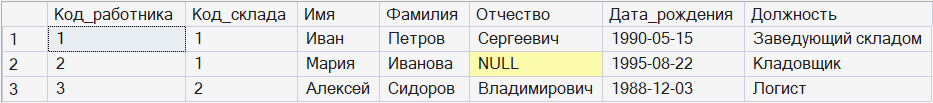 Код_работника Код_склада Имя Фамилия Отчество Дата_рождения Должность
1 1 1 Иван Петров Сергеевич 1990-05-15 Заведующий складом
2 2 1 Мария Иванова NULL 1995-08-22 Кладовщик
3 3 2 Алексей Сидоров Владимирович 1988-12-03 Логист